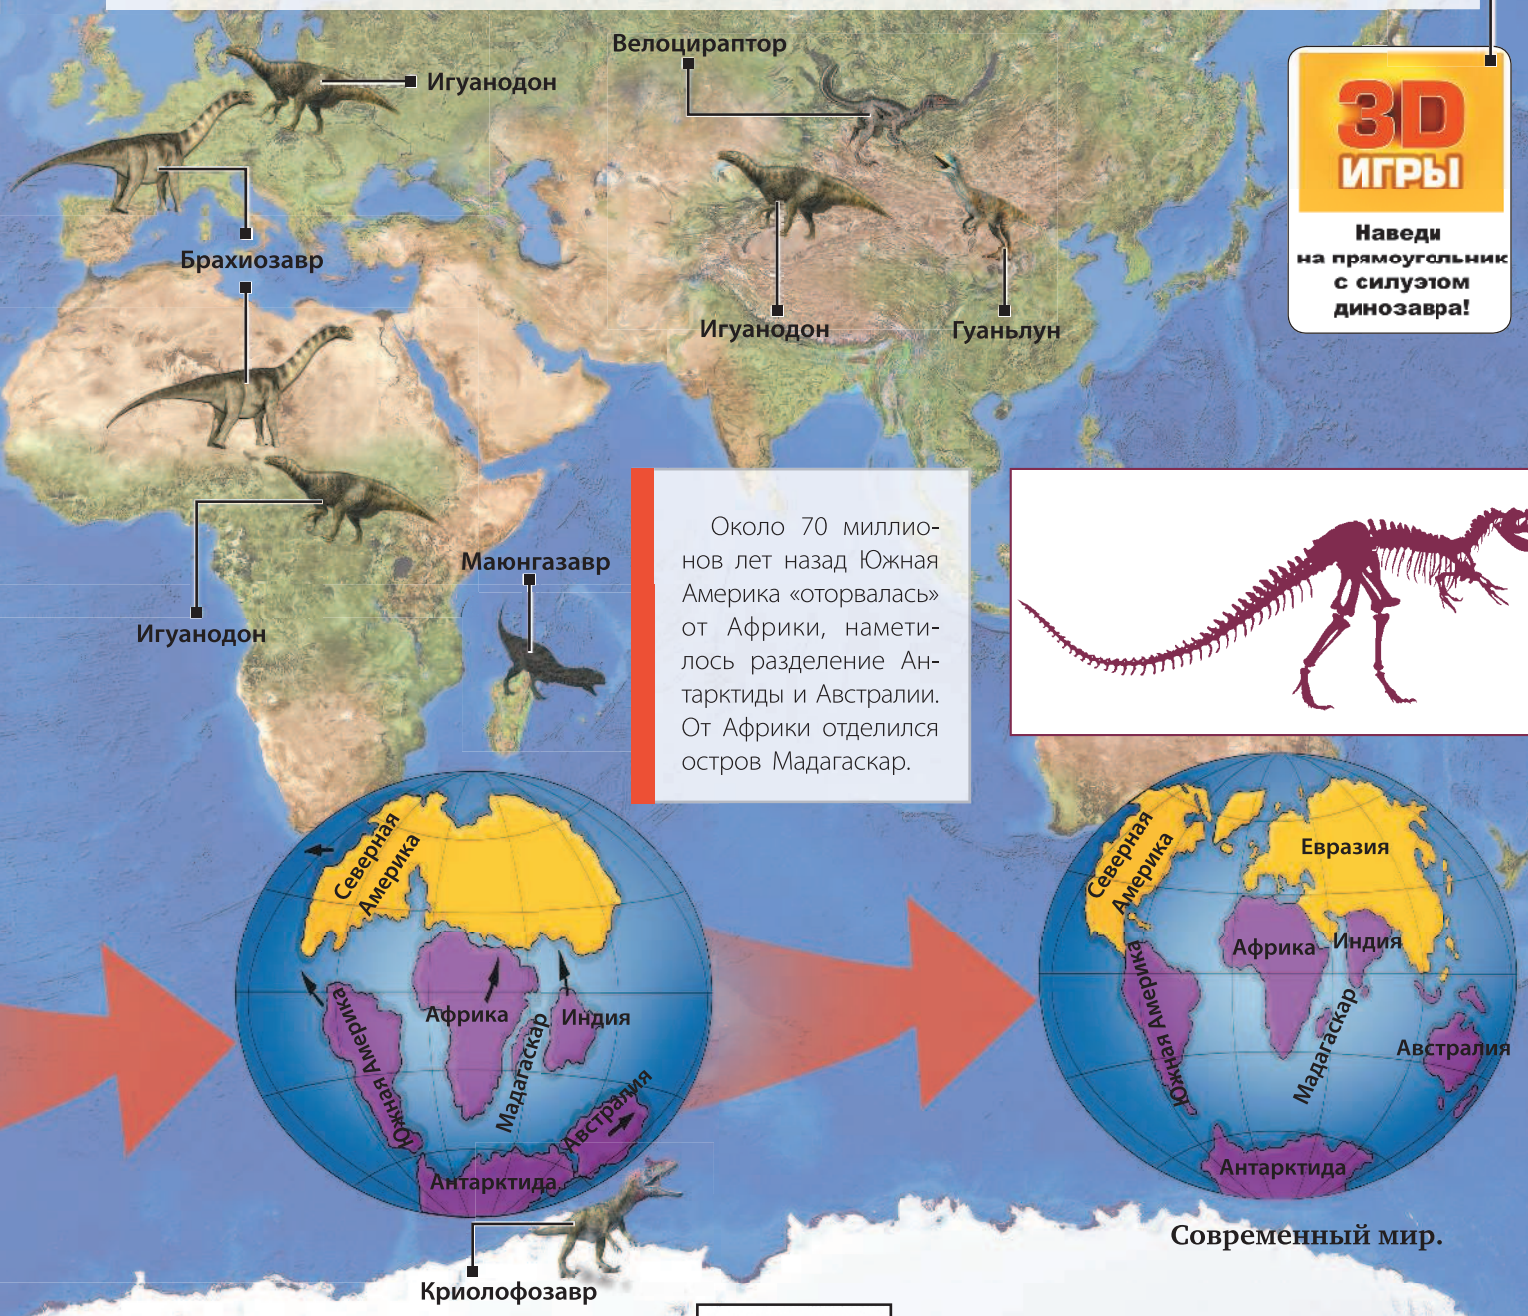 Велоцираптор
Игуанодон
3D
ИГРЫ
Наведи
на прямоугольник
с силуэтом
динозавра!
Брахиозавр
Игуанодон
Гуаньлун
Маюнгазавр
Игуанодон
Около 70 миллио-
нов лет назад Южная
Америка «оторвалась»
от Африки, намети-
лось разделение Ан-
тарктиды и Австралии.
От Африки отделился
остров Мадагаскар.
Северная
Америка
Южная Америка
Африка
Мадагаскар
Индия
Австралия
Антарктида
Северная
Америка
Евразия
Африка
Индия
Южная Америка
Мадагаскар
Австралия
Антарктида
Современный мир.
Криолофозавр